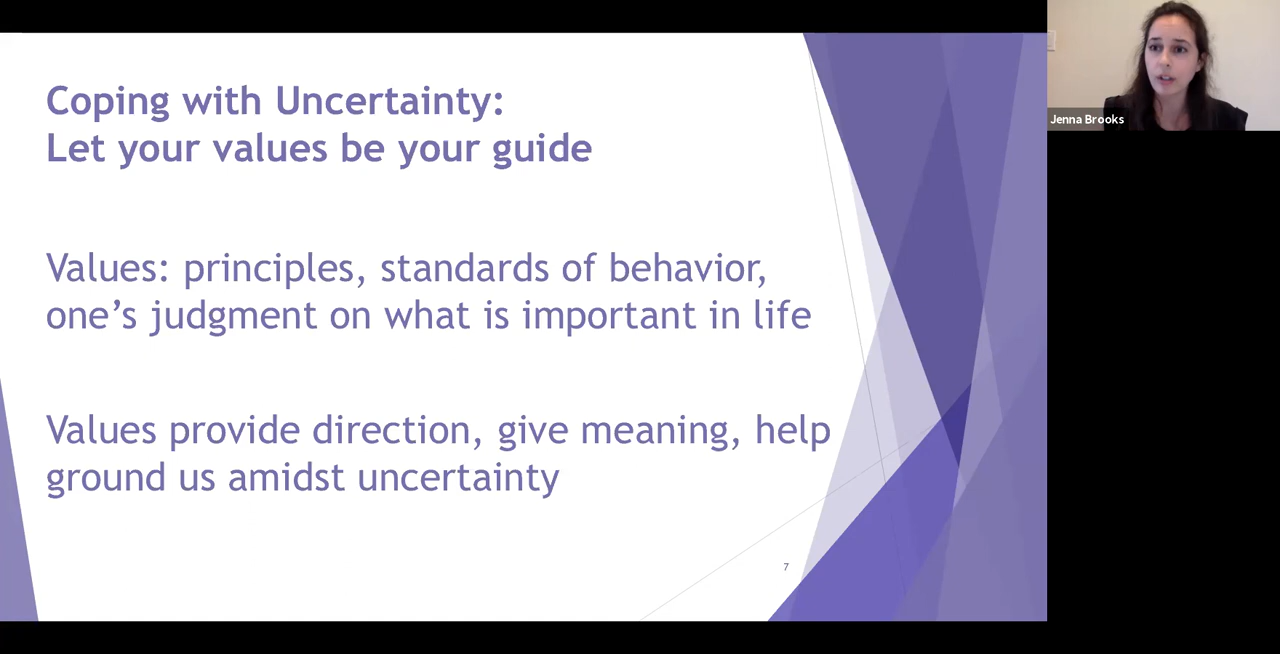 Coping with Uncertainty:
Let your values be your guide
Values: principles, standards of behavior,
one’s judgment on what is important in life
Values provide direction, give meaning, help
ground us amidst uncertainty
7
Jenna Brooks